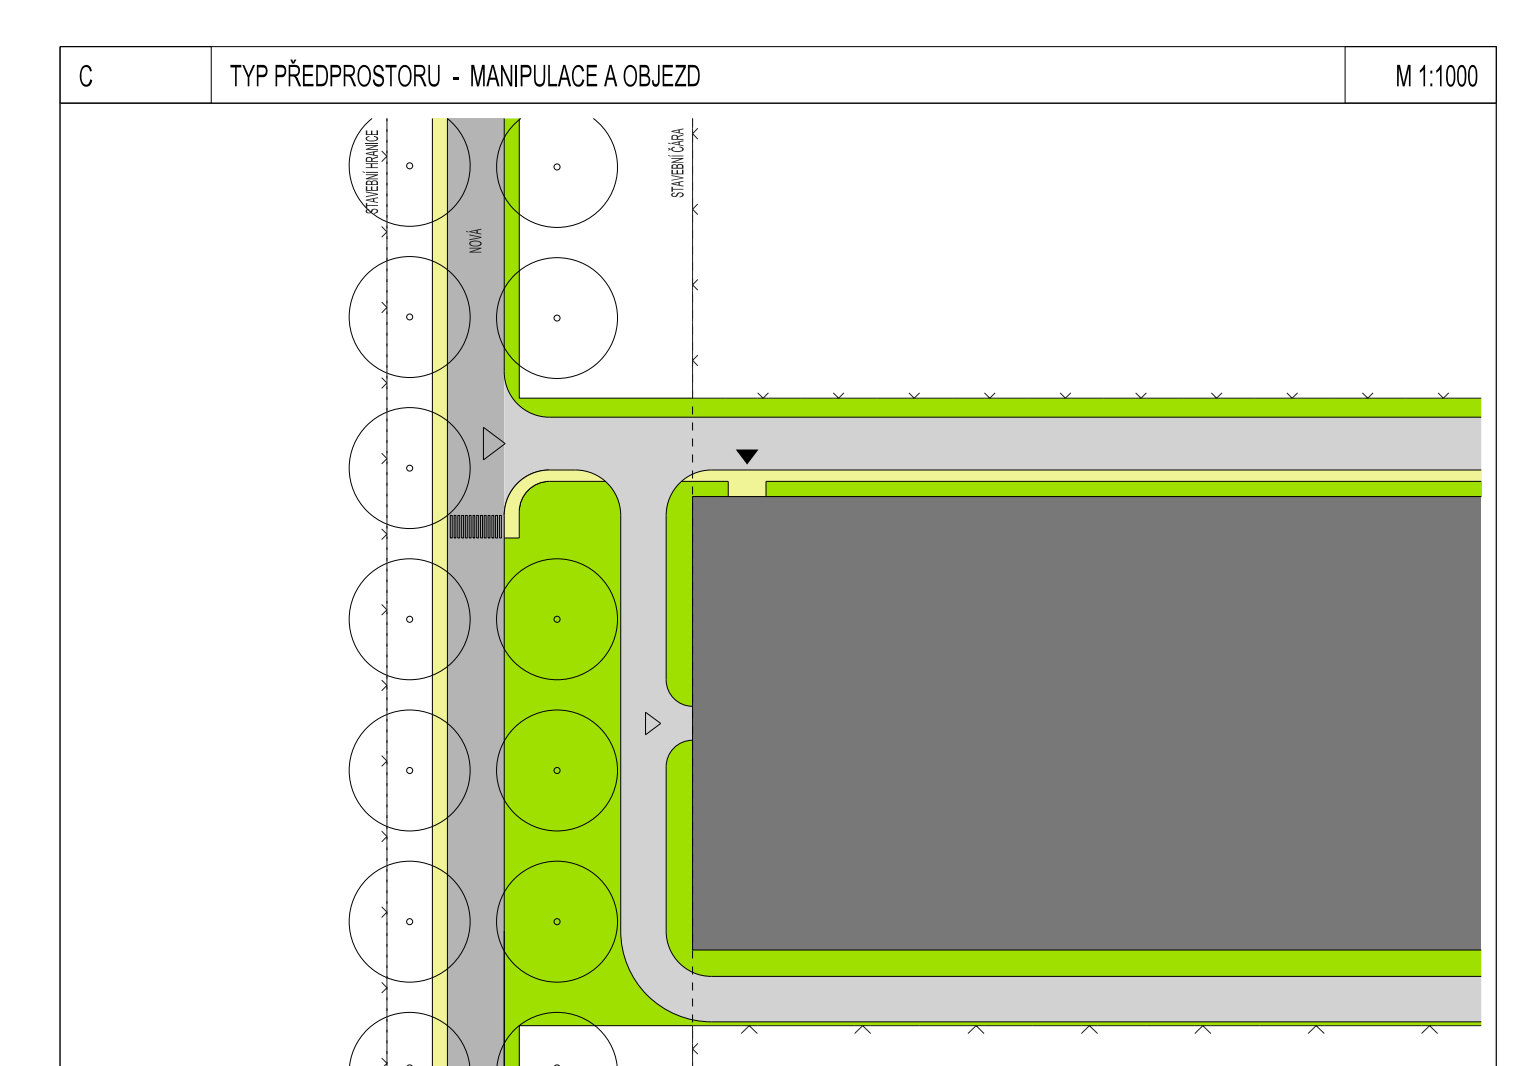 C
TYP PŘEDPROSTORU - MANIPULACE A OBJEZD
M 1:1000
STAVEBNÍ HRANICE
STAVEBNÍ ČÁRA
NOVÁ